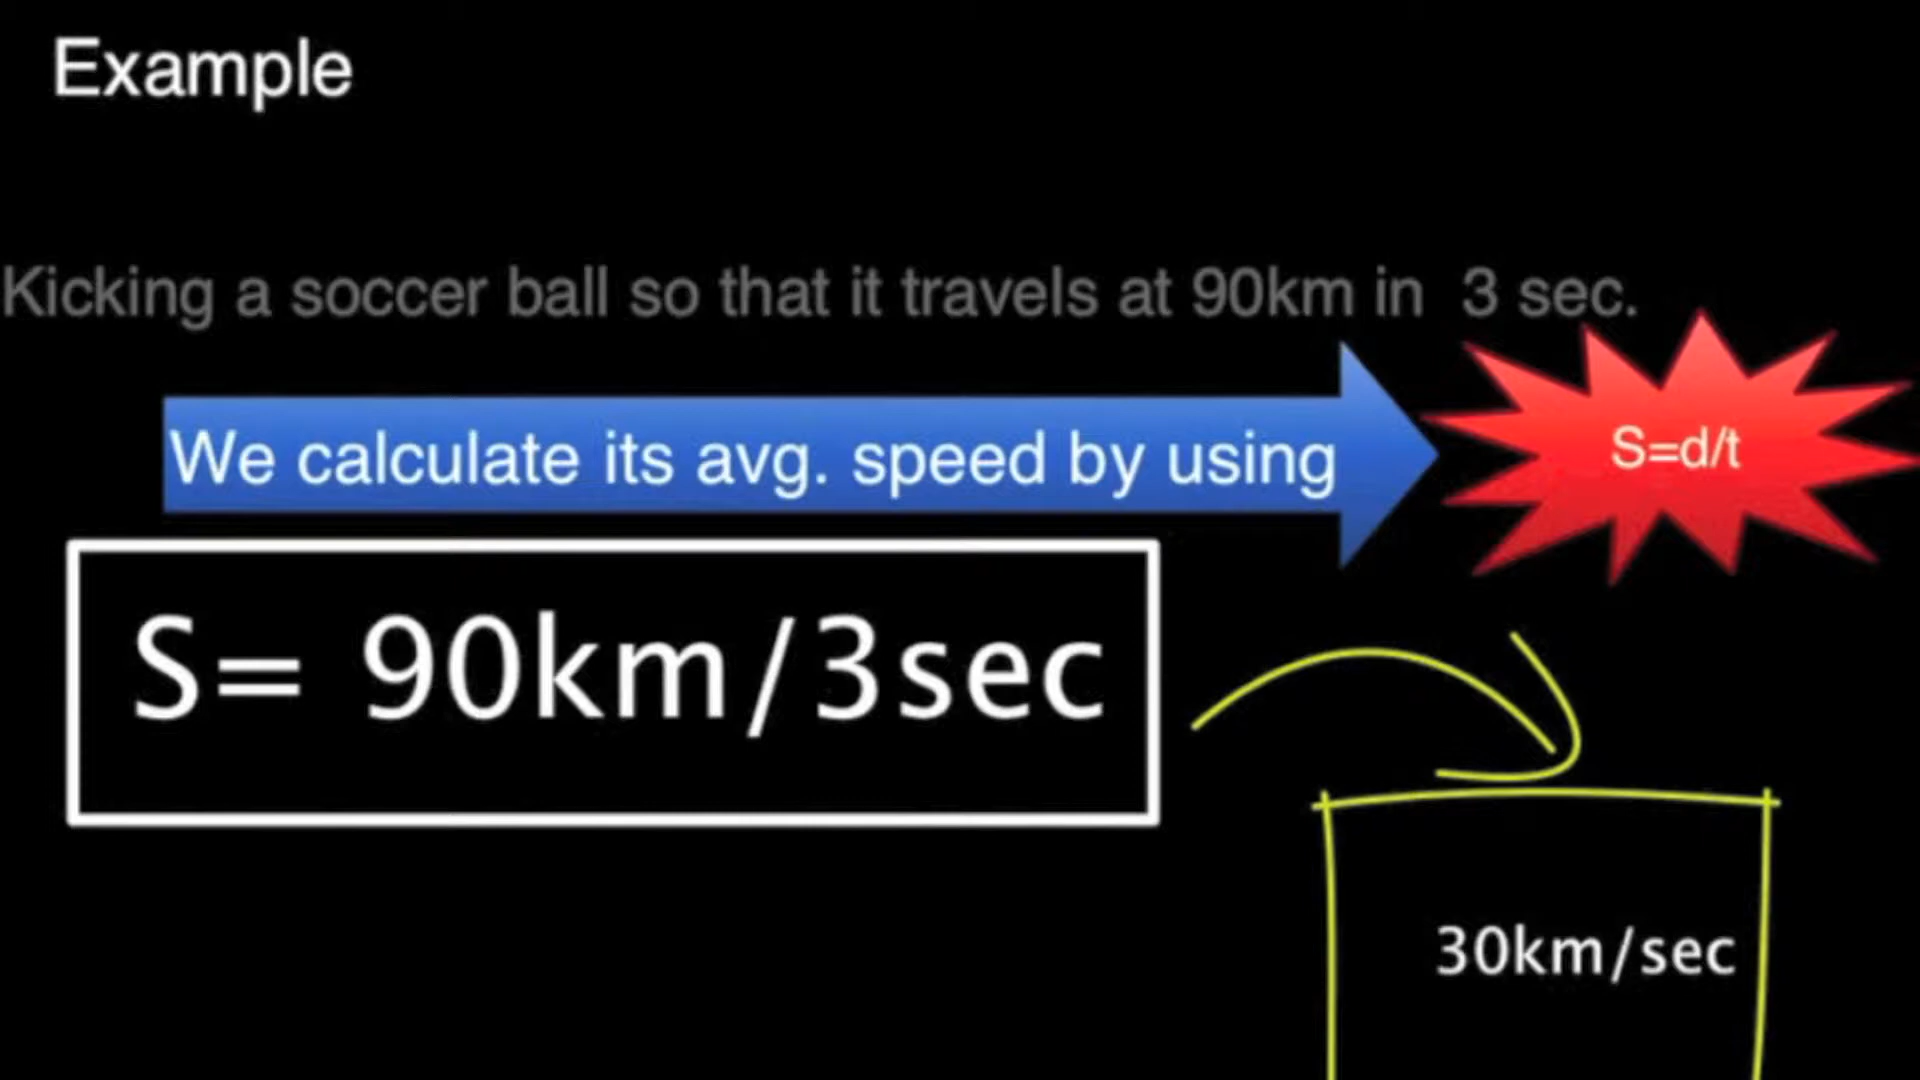 Example
Kicking a soccer ball so that it travels at 90km in 3 sec.
We calculate its avg. speed by using
S=d/t
S= 90km/3sec
30km/sec